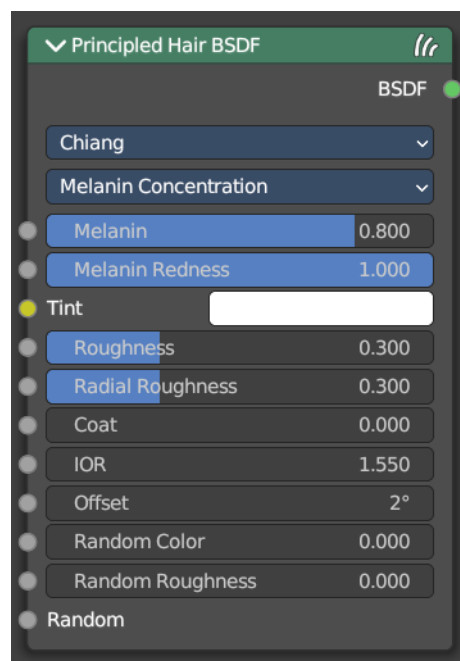 Principled Hair BSDF
BSDF
Chiang
Melanin Concentration
Melanin 0.800
Melanin Redness 1.000
Tint
Roughness 0.300
Radial Roughness 0.300
Coat 0.000
IOR 1.550
Offset 2°
Random Color 0.000
Random Roughness 0.000
Random